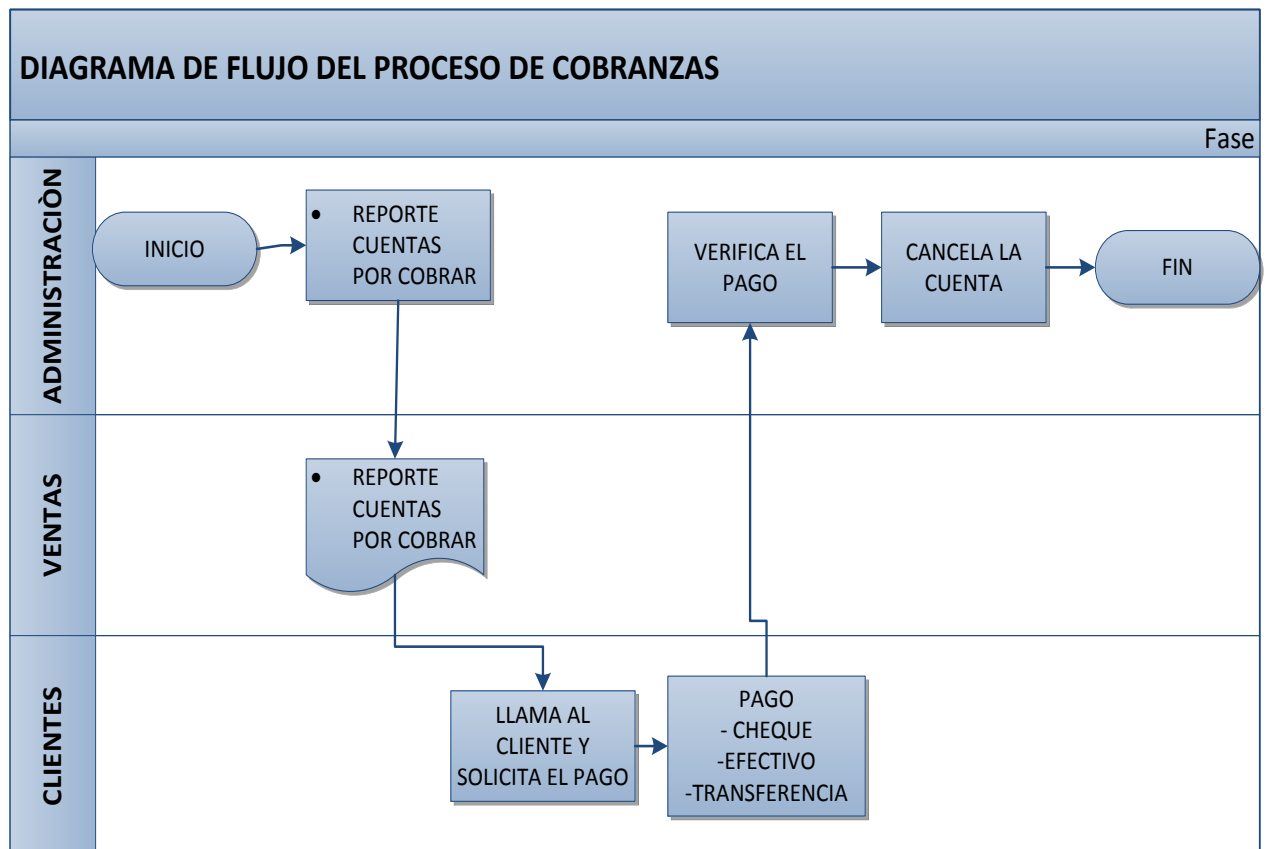 DIAGRAMA DE FLUJO DEL PROCESO DE COBRANZAS
Fase
ADMINISTRACIÒN
INICIO
• REPORTE
CUENTAS
POR COBRAR
VERIFICA EL
PAGO
CANCELA LA
CUENTA
FIN
VENTAS
• REPORTE
CUENTAS
POR COBRAR
CLIENTES
LLAMA AL
CLIENTE Y
SOLICITA EL PAGO
PAGO
- CHEQUE
-EFECTIVO
-TRANSFERENCIA